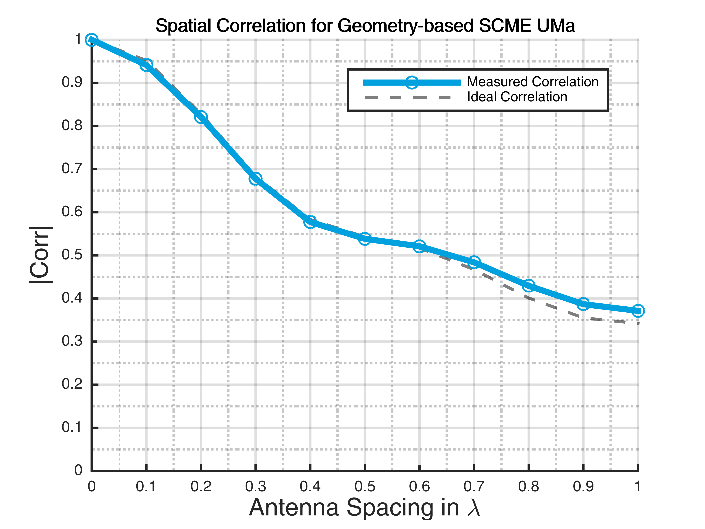 Spatial Correlation for Geometry-based SCME UMa
1
0.9
0.8
0.7
0.6
0.5
0.4
0.3
0.2
0.1
0
|Corr|
Measured Correlation
Ideal Correlation
0 0.1 0.2 0.3 0.4 0.5 0.6 0.7 0.8 0.9 1
Antenna Spacing in λ